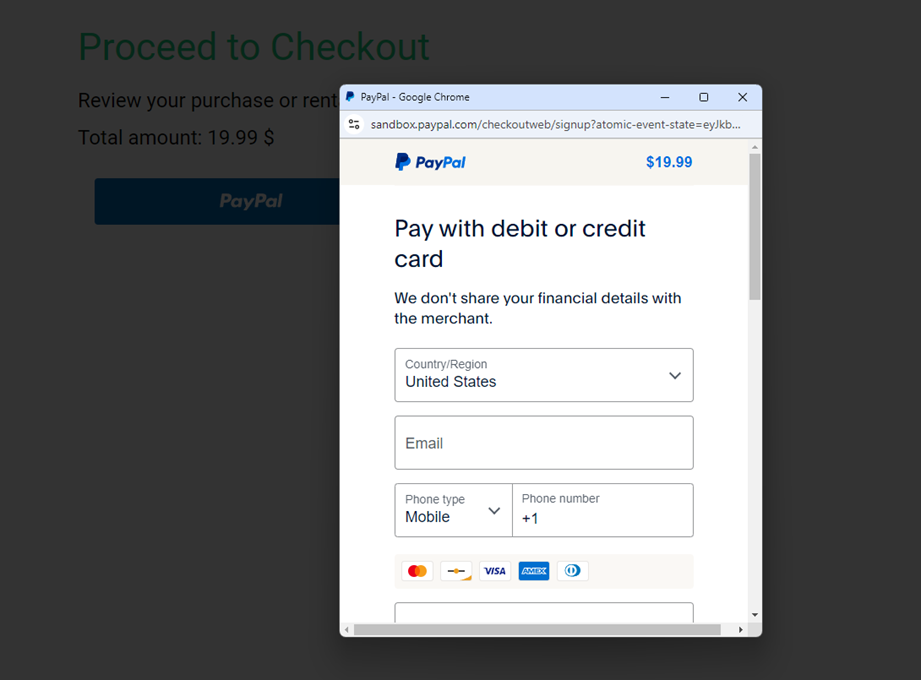 Proceed to Checkout
Review your purchase or rent
Total amount: 19.99 $
PayPal
PayPal - Google Chrome
sandbox.paypal.com/checkoutweb/signup?atomic-event-state=eyJkb...
PayPal
$19.99
Pay with debit or credit
card
We don't share your financial details with
the merchant.
Country/Region
United States
Email
Phone type
Mobile
Phone number
+1
VISA
AMEX